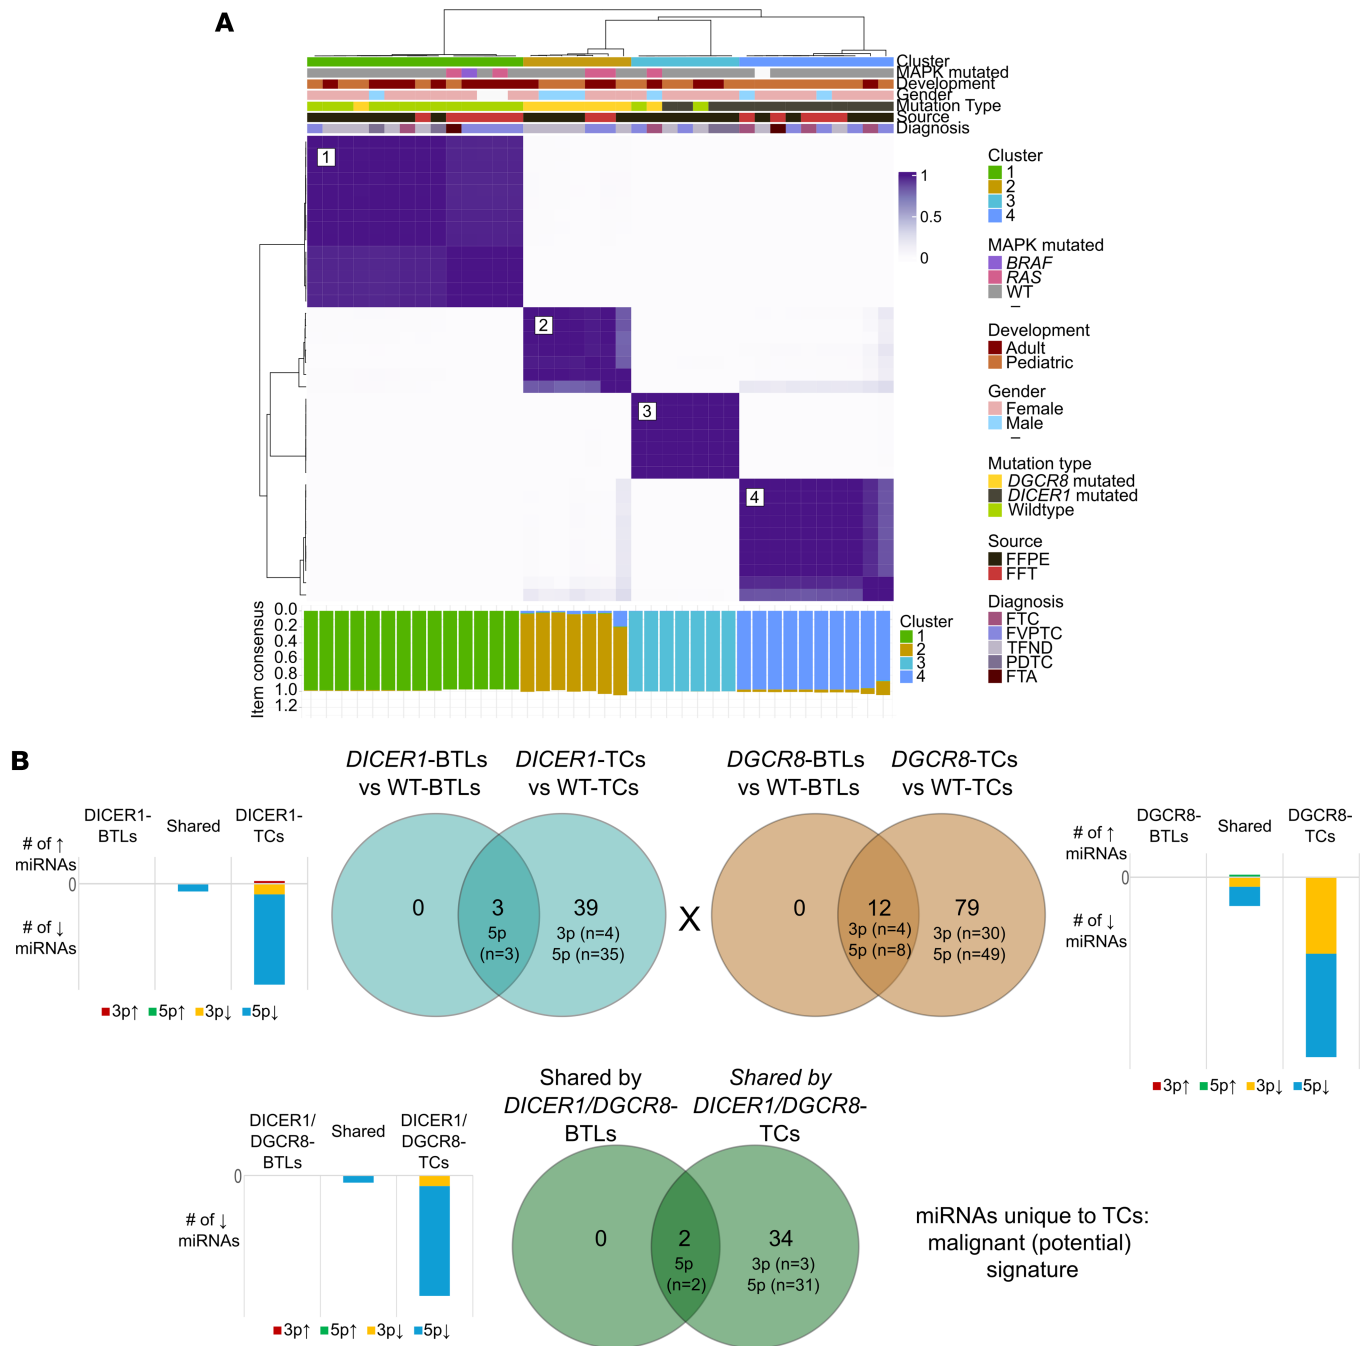 A
Cluster
MAPK mutated
Development
Gender
Mutation Type
Source
Diagnosis
1
2
3
4
1
0.5
0
Cluster
1
2
3
4
MAPK mutated
BRAF
RAS
WT
–
Development
Adult
Pediatric
Gender
Female
Male
–
Mutation type
DGCR8 mutated
DICER1 mutated
Wildtype
Source
FFPE
FFT
Diagnosis
FTC
FVPTC
TFND
PDTC
FTA
Item consensus
0.0
0.2
0.4
0.6
0.8
1.0
1.2
Cluster
1
2
3
4
B
DICER1-
BTLs
Shared
DICER1-
TCs
# of ↑
miRNAs
0
# of ↓
miRNAs
3p↑ 5p↑ 3p↓ 5p↓
DICER1-BTLs
vs WT-BTLs
DICER1-TCs
vs WT-TCs
0
3
5p
(n=3)
39
3p (n=4)
5p (n=35)
X
DGCR8-BTLs
vs WT-BTLs
DGCR8-TCs
vs WT-TCs
0
12
3p (n=4)
5p (n=8)
79
3p (n=30)
5p (n=49)
DGCR8-
BTLs
Shared
DGCR8-
TCs
# of ↑
miRNAs
0
# of ↓
miRNAs
3p↑ 5p↑ 3p↓ 5p↓
DICER1/
DGCR8-
BTLs
Shared
DICER1/
DGCR8-
TCs
0
# of ↓
miRNAs
3p↑ 5p↑ 3p↓ 5p↓
Shared by
DICER1/DGCR8-
BTLs
Shared by
DICER1/DGCR8-
TCs
0
2
5p
(n=2)
34
3p (n=3)
5p (n=31)
miRNAs unique to TCs:
malignant (potential)
signature